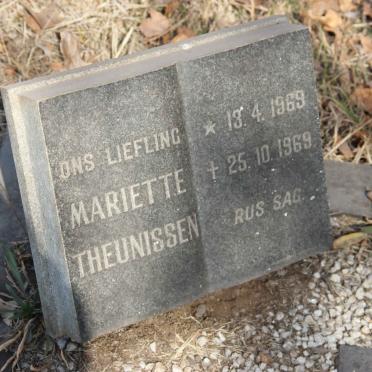 ONS LIEFLING
MARIETTE
THEUNISSEN
* 13. 4. 1969
† 25. 10. 1969
RUS SAG